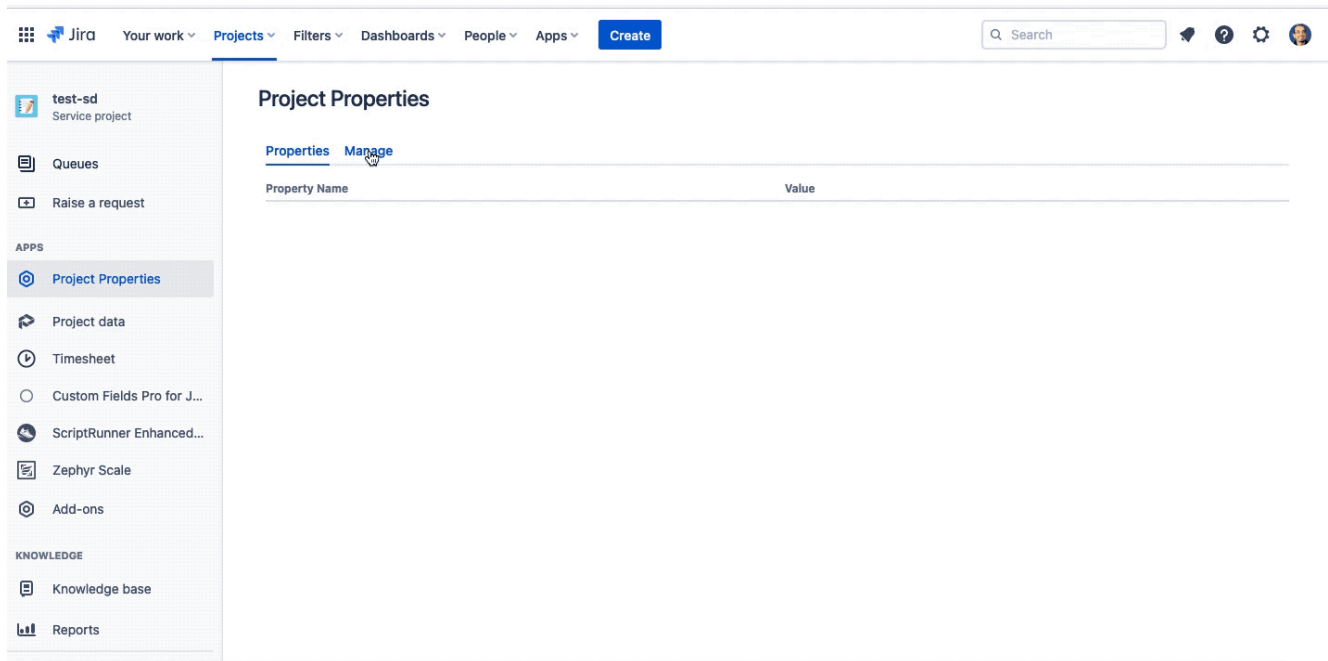 Jira Your work Projects Filters Dashboards People Apps Create Search
test-sd
Service project
Queues
Raise a request
APPS
Project Properties
Project data
Timesheet
Custom Fields Pro for J...
ScriptRunner Enhanced...
Zephyr Scale
Add-ons
KNOWLEDGE
Knowledge base
Reports
Project Properties
Properties Manage
Property Name Value